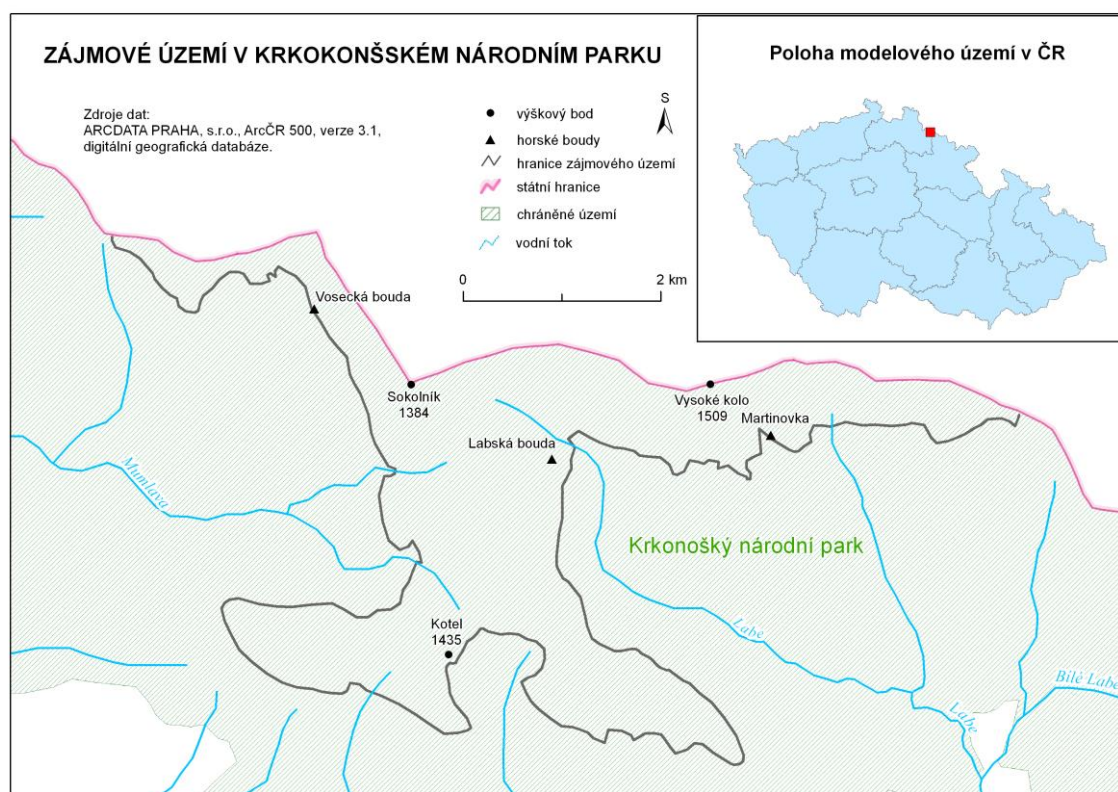 ZÁJMOVÉ ÚZEMÍ V KRKOKONŠSKÉM NÁRODNÍM PARKU
Zdroje dat:
ARCDATA PRAHA, s.r.o., ArcČR 500, verze 3.1,
digitální geografická databáze.
výškový bod
horské boudy
hranice zájmového území
státní hranice
chráněné území
vodní tok
S
0 2 km
Poloha modelového území v ČR
Vosecká bouda
Sokolník
1384
Vysoké kolo
1509
Martinovka
Labská bouda
Mumlava
Krkonošký národní park
Kotel
1435
Labe
Bílé Labe
Labe